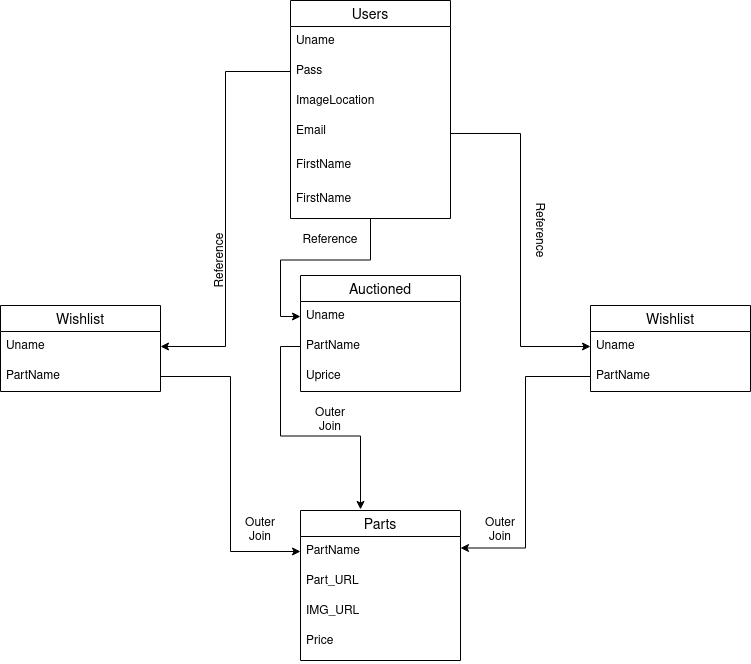 Users
Uname
Pass
ImageLocation
Email
FirstName
FirstName
Reference
Reference
Reference
Auctioned
Uname
PartName
Uprice
Wishlist
Uname
PartName
Wishlist
Uname
PartName
Outer
Join
Outer
Join
Outer
Join
Parts
PartName
Part_URL
IMG_URL
Price